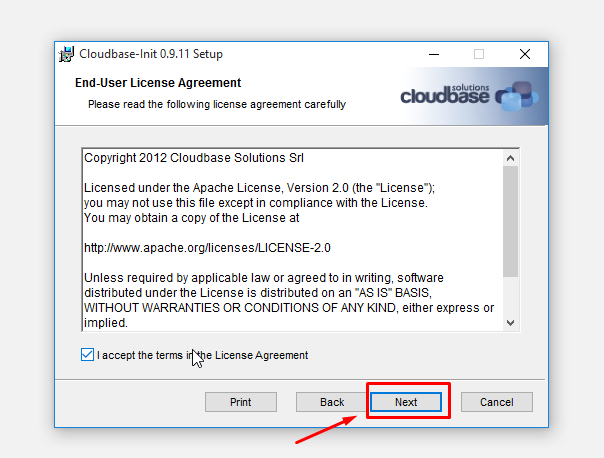 Cloudbase-Init 0.9.11 Setup
End-User License Agreement
Please read the following license agreement carefully
solutions
cloudbase
Copyright 2012 Cloudbase Solutions Srl
Licensed under the Apache License, Version 2.0 (the "License");
you may not use this file except in compliance with the License.
You may obtain a copy of the License at
http://www.apache.org/licenses/LICENSE-2.0
Unless required by applicable law or agreed to in writing, software
distributed under the License is distributed on an "AS IS" BASIS,
WITHOUT WARRANTIES OR CONDITIONS OF ANY KIND, either express or
implied.
I accept the terms in the License Agreement
Print Back Next Cancel